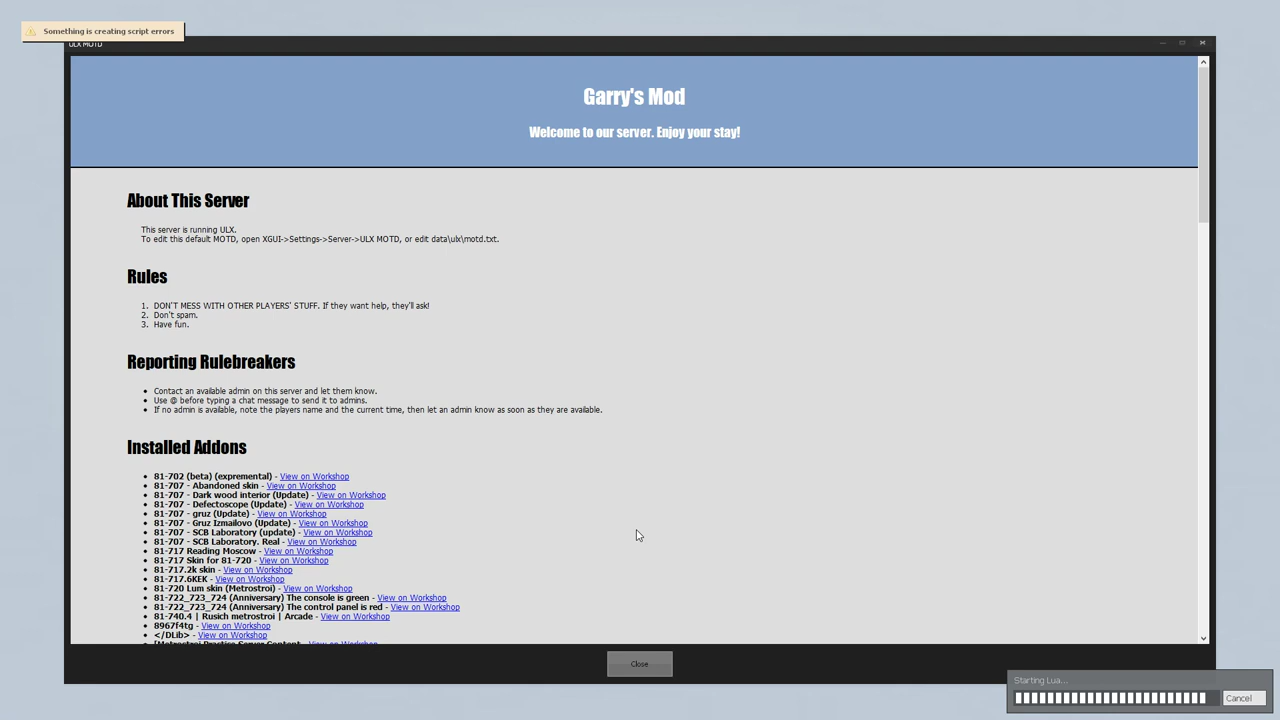 Something is creating script errors
ULX MOTD
Garry's Mod
Welcome to our server. Enjoy your stay!
About This Server
This server is running ULX.
To edit this default MOTD, open XGUI->Settings->Server->ULX MOTD, or edit data\ulx\motd.txt.
Rules
1. DON'T MESS WITH OTHER PLAYERS' STUFF. If they want help, they'll ask!
2. Don't spam.
3. Have fun.
Reporting Rulebreakers
• Contact an available admin on this server and let them know.
• Use @ before typing a chat message to send it to admins.
• If no admin is available, note the players name and the current time, then let an admin know as soon as they are available.
Installed Addons
• 81-702 (beta) (expremental) - View on Workshop
• 81-707 - Abandoned skin - View on Workshop
• 81-707 - Dark wood interior (Update) - View on Workshop
• 81-707 - Defectoscope (Update) - View on Workshop
• 81-707 - gruz (Update) - View on Workshop
• 81-707 - Gruz Izmailovo (Update) - View on Workshop
• 81-707 - SCB Laboratory (update) - View on Workshop
• 81-707 - SCB Laboratory. Real - View on Workshop
• 81-717 Reading Moscow - View on Workshop
• 81-717 Skin for 81-720 - View on Workshop
• 81-717.2k skin - View on Workshop
• 81-717.6KEK - View on Workshop
• 81-720 Lum skin (Metrostroi) - View on Workshop
• 81-722_723_724 (Anniversary) The console is green - View on Workshop
• 81-722_723_724 (Anniversary) The control panel is red - View on Workshop
• 81-740.4 | Rusich metrostroi | Arcade - View on Workshop
• 8967f4tg - View on Workshop
• </DLib> - View on Workshop
• [Metrostroi Practice Server Content - View on Workshop
Close
Starting Lua...
Cancel